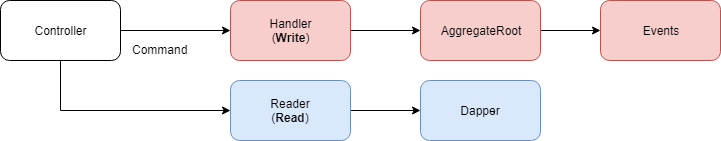 Controller
Command
Handler
(Write)
AggregateRoot
Events
Reader
(Read)
Dapper